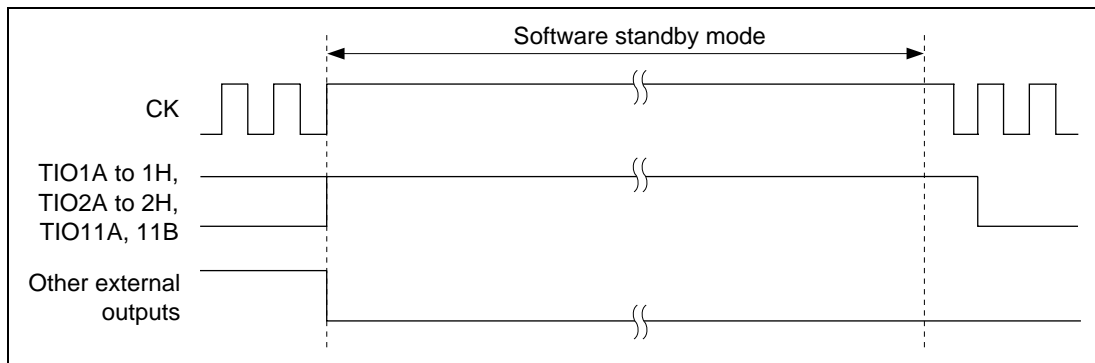 Software standby mode
CK
TIO1A to 1H,
TIO2A to 2H,
TIO11A, 11B
Other external
outputs